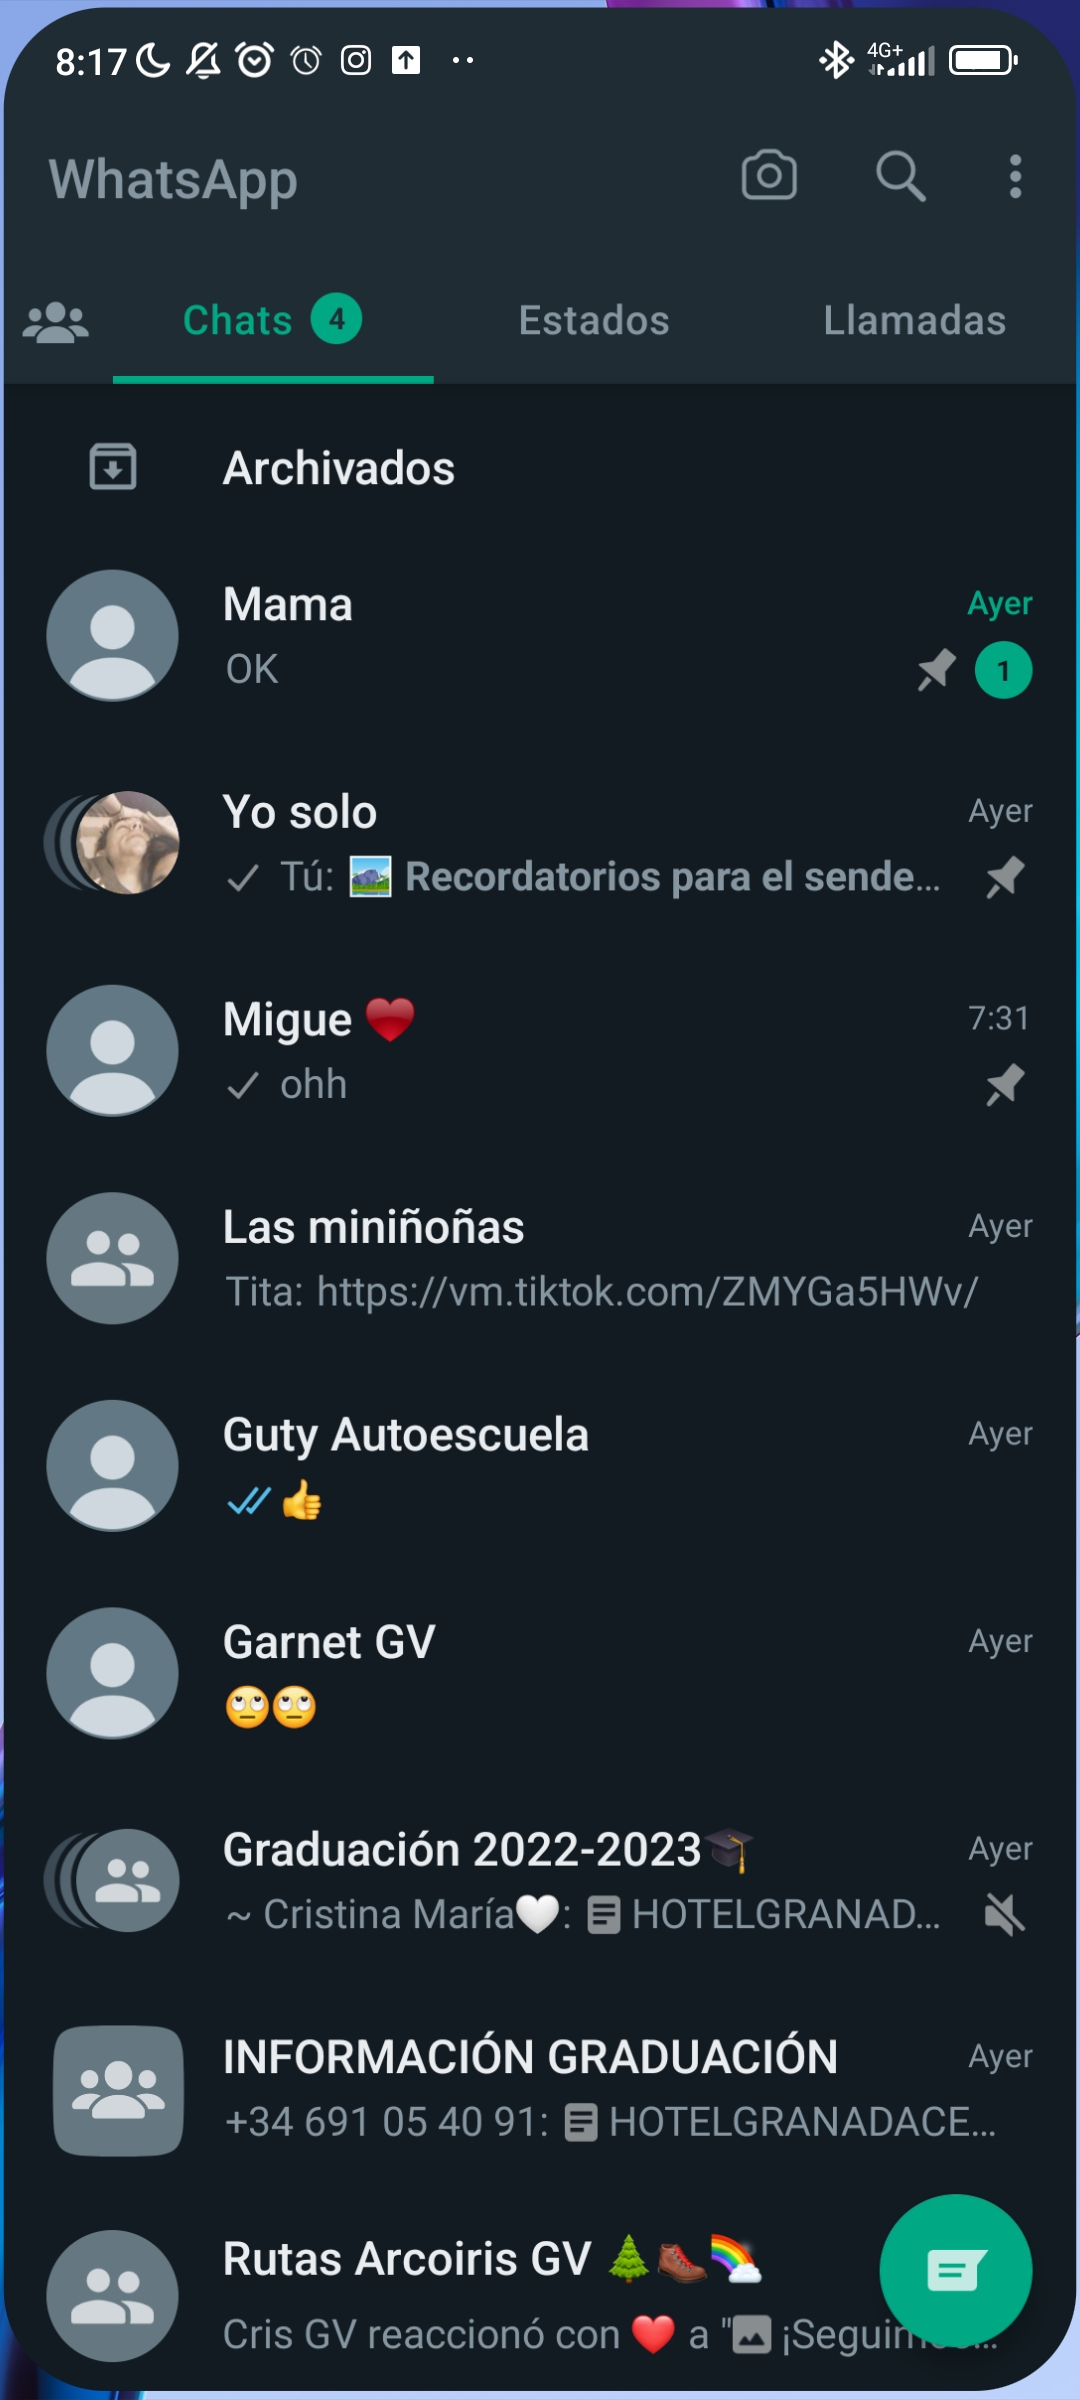 8:17 4G+
WhatsApp
Chats 4 Estados Llamadas
Archivados
Mama Ayer
OK 1
Yo solo Ayer
Tú: 🏞️ Recordatorios para el sende...
Migue ❤️ 7:31
ohh
Las miniñoñas Ayer
Tita: https://vm.tiktok.com/ZMYGa5HWv/
Guty Autoescuela Ayer
👍
Garnet GV Ayer
🙄🙄
Graduación 2022-2023🎓 Ayer
~ Cristina María🤍: HOTELGRANAD...
INFORMACIÓN GRADUACIÓN Ayer
+34 691 05 40 91: HOTELGRANADACE...
Rutas Arcoiris GV 🌲🥾🌈
Cris GV reaccionó con ❤️ a "